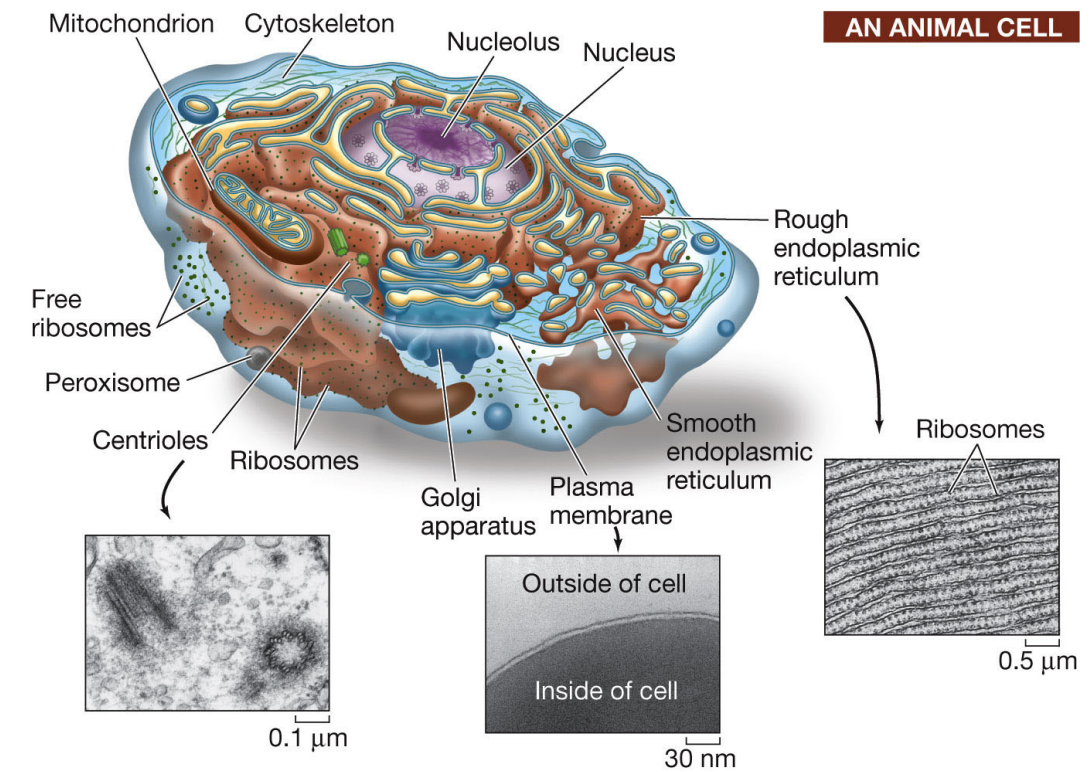 Mitochondrion
Cytoskeleton
Nucleolus
Nucleus
AN ANIMAL CELL
Rough
endoplasmic
reticulum
Free
ribosomes
Peroxisome
Centrioles
Ribosomes
Golgi
apparatus
Plasma
membrane
Smooth
endoplasmic
reticulum
Ribosomes
Outside of cell
Inside of cell
0.1 μm
30 nm
0.5 μm